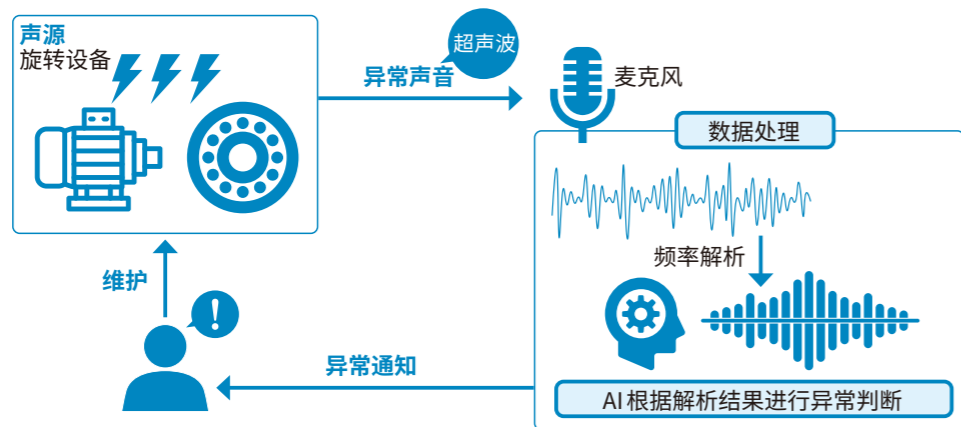 声源
旋转设备
超声波
异常声音
麦克风
数据处理
频率解析
维护
!
异常通知
AI根据解析结果进行异常判断